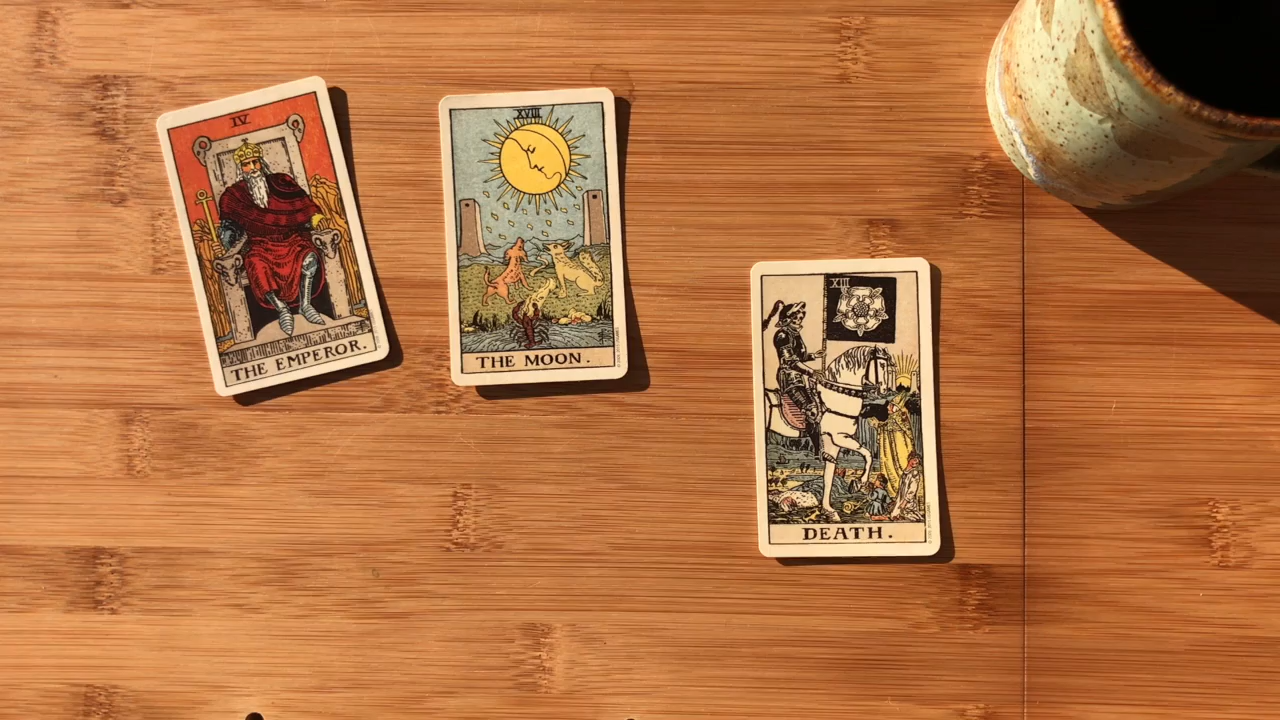 IV
THE EMPEROR.
XVIII
THE MOON.
XIII
DEATH.